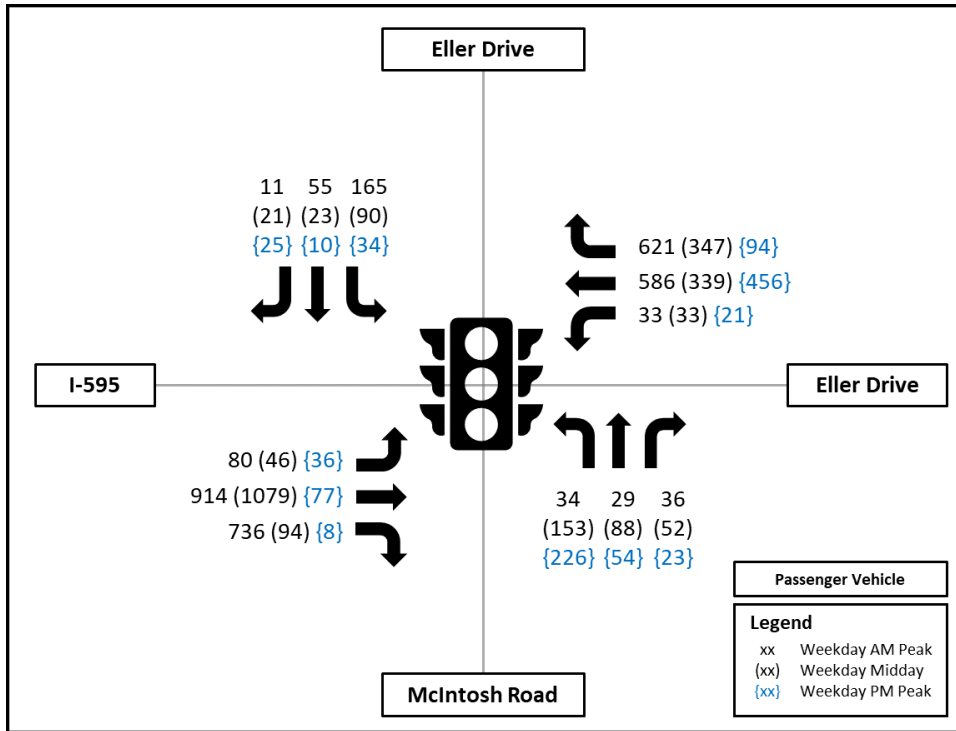 Eller Drive
11 55 165
(21) (23) (90)
{25} {10} {34}
621 (347) {94}
586 (339) {456}
33 (33) {21}
I-595
Eller Drive
80 (46) {36}
914 (1079) {77}
736 (94) {8}
34 29 36
(153) (88) (52)
{226} {54} {23}
Passenger Vehicle
Legend
xx Weekday AM Peak
(xx) Weekday Midday
{xx} Weekday PM Peak
McIntosh Road